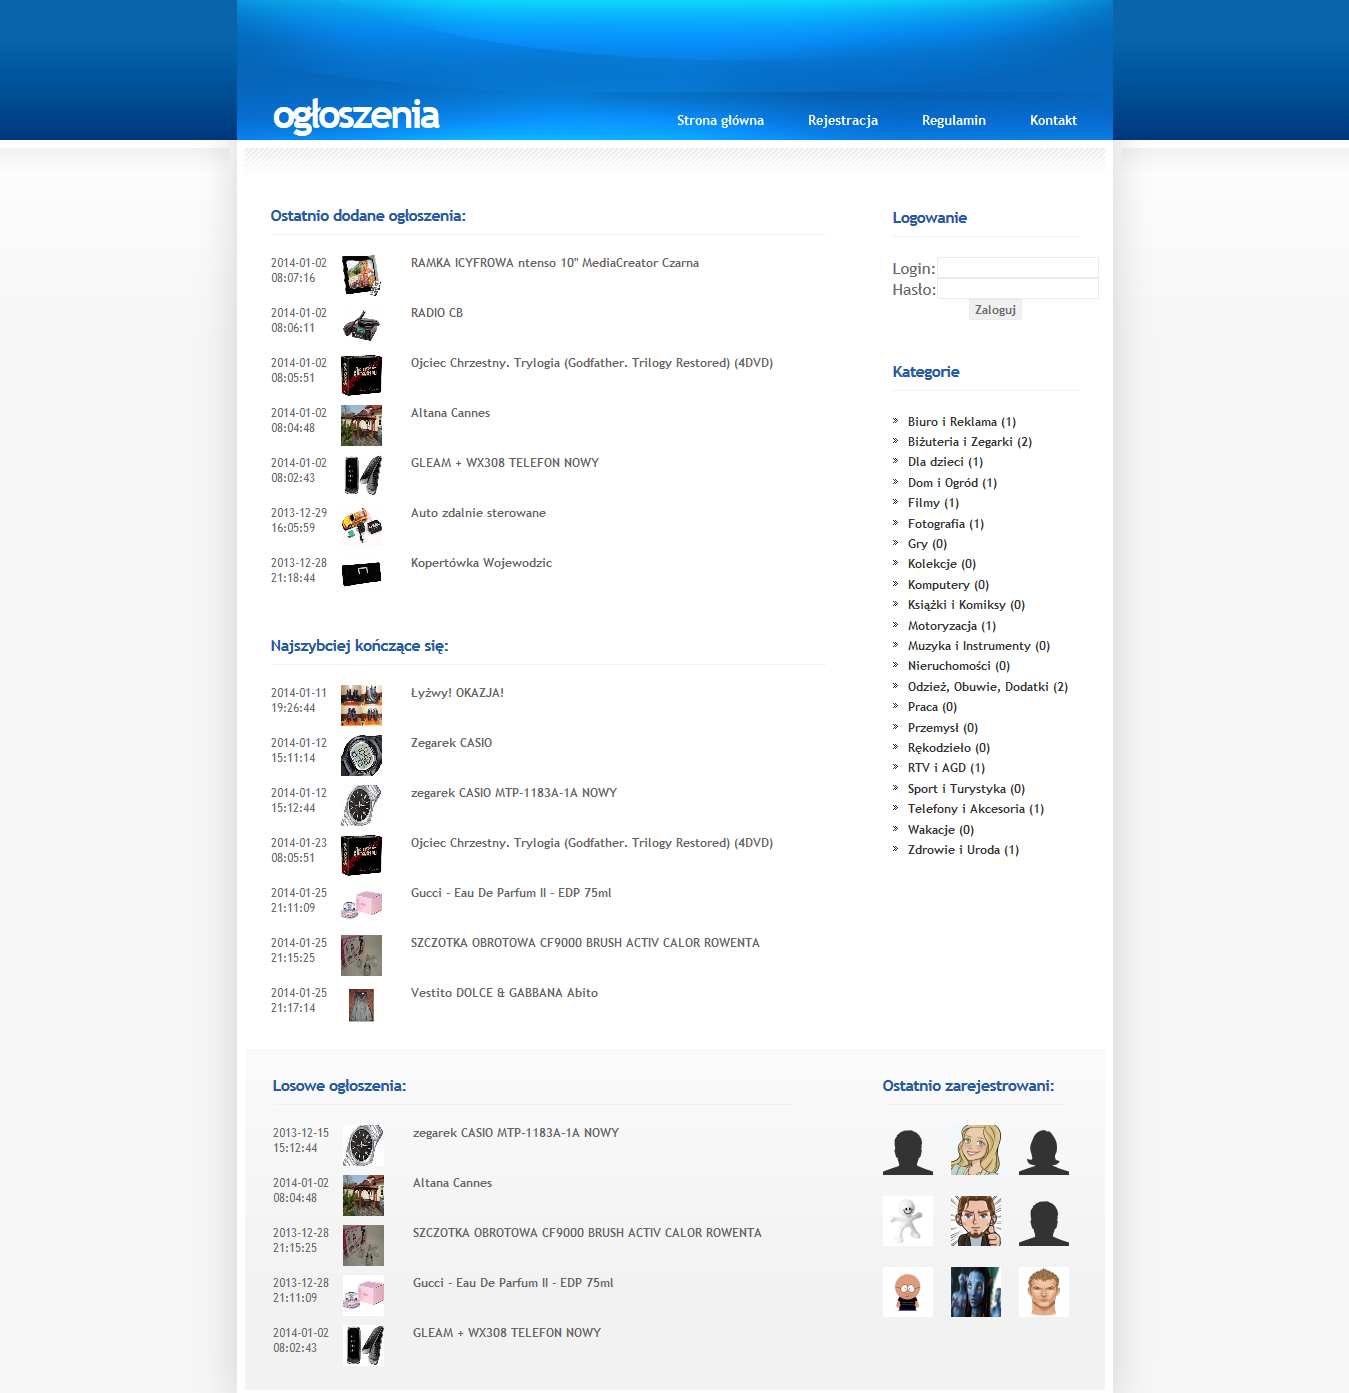 ogłoszenia
Strona główna
Rejestracja
Regulamin
Kontakt
Ostatnio dodane ogłoszenia:
2014-01-02
08:07:16
RAMKA ICYFROWA ntenso 10" MediaCreator Czarna
2014-01-02
08:06:11
RADIO CB
2014-01-02
08:05:51
Ojciec Chrzestny. Trylogia (Godfather. Trilogy Restored) (4DVD)
2014-01-02
08:04:48
Altana Cannes
2014-01-02
08:02:43
GLEAM + WX308 TELEFON NOWY
2013-12-29
16:05:59
Auto zdalnie sterowane
2013-12-28
21:18:44
Kopertówka Wojewodzic
Najszybciej kończące się:
2014-01-11
19:26:44
Łyżwy! OKAZJA!
2014-01-12
15:11:14
Zegarek CASIO
2014-01-12
15:12:44
zegarek CASIO MTP-1183A-1A NOWY
2014-01-23
08:05:51
Ojciec Chrzestny. Trylogia (Godfather. Trilogy Restored) (4DVD)
2014-01-25
21:11:09
Gucci - Eau De Parfum II - EDP 75ml
2014-01-25
21:15:25
SZCZOTKA OBROTOWA CF9000 BRUSH ACTIV CALOR ROWENTA
2014-01-25
21:17:14
Vestito DOLCE & GABBANA Abito
Logowanie
Login:
Hasło:
Zaloguj
Kategorie
Biuro i Reklama (1)
Biżuteria i Zegarki (2)
Dla dzieci (1)
Dom i Ogród (1)
Filmy (1)
Fotografia (1)
Gry (0)
Kolekcje (0)
Komputery (0)
Książki i Komiksy (0)
Motoryzacja (1)
Muzyka i Instrumenty (0)
Nieruchomości (0)
Odzież, Obuwie, Dodatki (2)
Praca (0)
Przemysł (0)
Rękodzieło (0)
RTV i AGD (1)
Sport i Turystyka (0)
Telefony i Akcesoria (1)
Wakacje (0)
Zdrowie i Uroda (1)
Losowe ogłoszenia:
2013-12-15
15:12:44
zegarek CASIO MTP-1183A-1A NOWY
2014-01-02
08:04:48
Altana Cannes
2013-12-28
21:15:25
SZCZOTKA OBROTOWA CF9000 BRUSH ACTIV CALOR ROWENTA
2013-12-28
21:11:09
Gucci - Eau De Parfum II - EDP 75ml
2014-01-02
08:02:43
GLEAM + WX308 TELEFON NOWY
Ostatnio zarejestrowani: